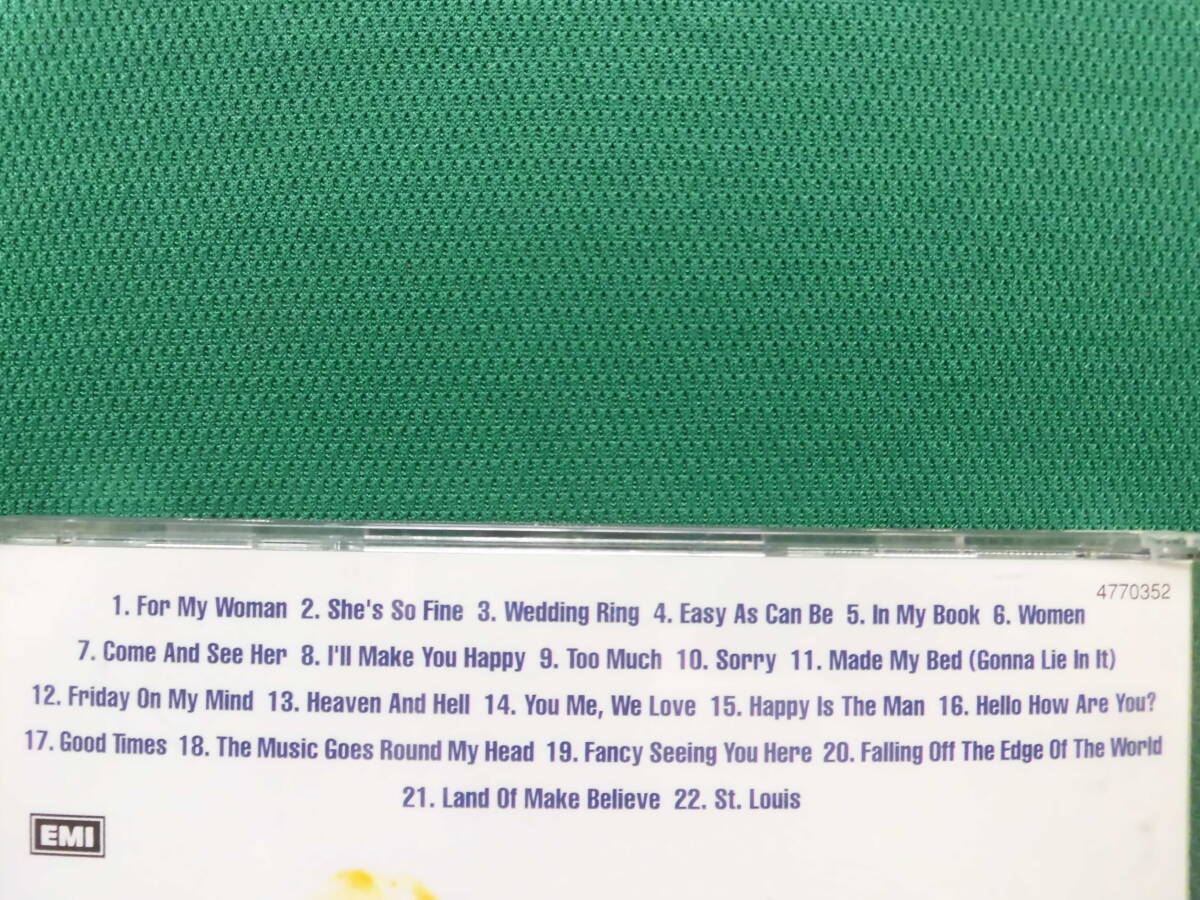 4770352
1. For My Woman 2. She's So Fine 3. Wedding Ring 4. Easy As Can Be 5. In My Book 6. Women
7. Come And See Her 8. I'll Make You Happy 9. Too Much 10. Sorry 11. Made My Bed (Gonna Lie In It)
12. Friday On My Mind 13. Heaven And Hell 14. You Me, We Love 15. Happy Is The Man 16. Hello How Are You?
17. Good Times 18. The Music Goes Round My Head 19. Fancy Seeing You Here 20. Falling Off The Edge Of The World
21. Land Of Make Believe 22. St. Louis
EMI